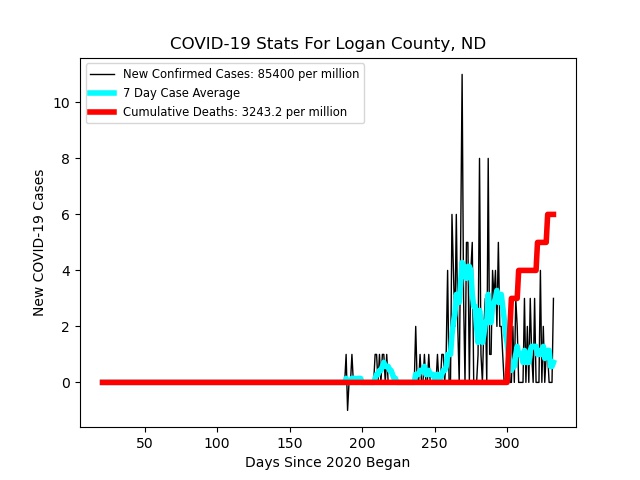 COVID-19 Stats For Logan County, ND
New Confirmed Cases: 85400 per million
7 Day Case Average
Cumulative Deaths: 3243.2 per million
10
8
6
4
2
0
New COVID-19 Cases
50 100 150 200 250 300
Days Since 2020 Began